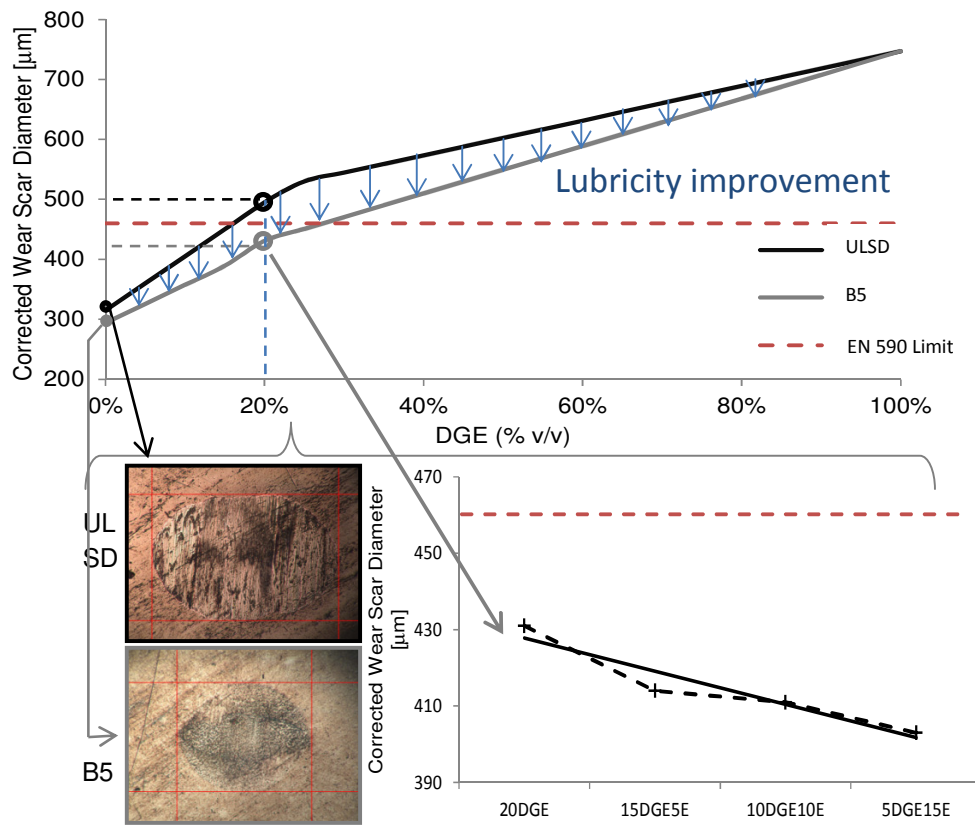 Corrected Wear Scar Diameter [µm]
800
700
600
500
400
300
200
0%
20%
40%
60%
80%
100%
DGE (% v/v)
Lubricity improvement
ULSD
B5
EN 590 Limit
UL
SD
B5
Corrected Wear Scar Diameter
[µm]
470
450
430
410
390
20DGE
15DGE5E
10DGE10E
5DGE15E